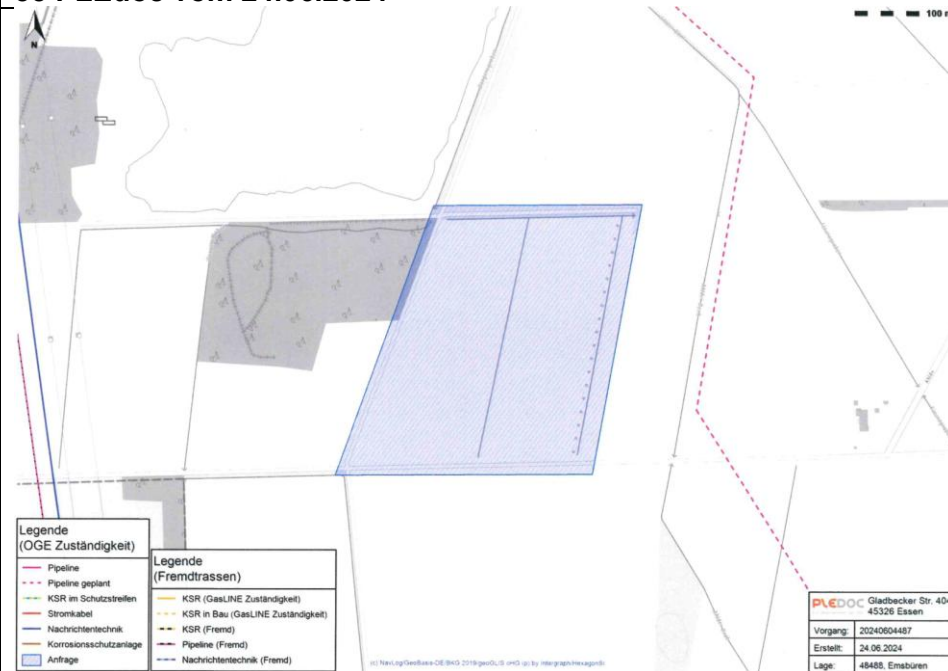 N
100 m
Legende
(OGE Zuständigkeit)
Pipeline
Pipeline geplant
KSR im Schutzstreifen
Stromkabel
Nachrichtentechnik
Korrosionsschutzanlage
Anfrage
Legende
(Fremdtrassen)
KSR (GasLINE Zuständigkeit)
KSR in Bau (GasLINE Zuständigkeit)
KSR (Fremd)
Pipeline (Fremd)
Nachrichtentechnik (Fremd)
PLEDOC Gladbecker Str. 404
45326 Essen
Vorgang: 20240604487
Erstellt: 24.06.2024
Lage: 48488, Emsbüren